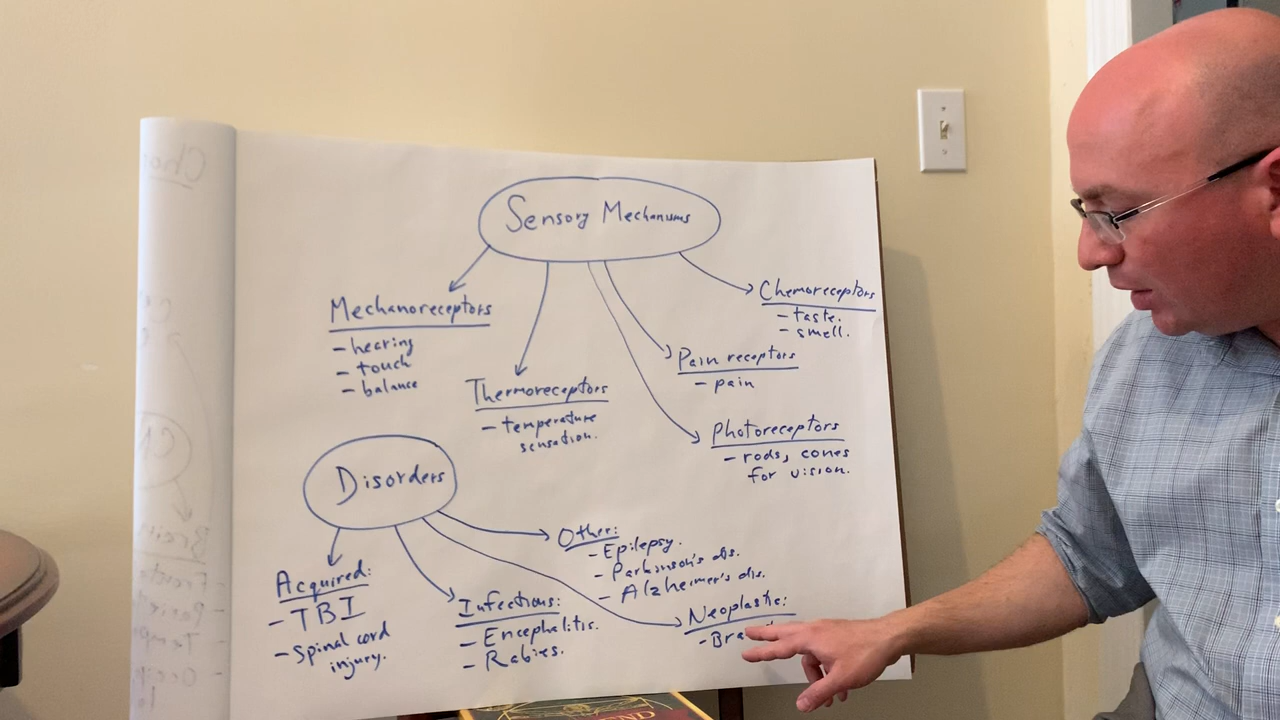 Sensory Mechanisms
Mechanoreceptors
- hearing
- touch
- balance
Thermoreceptors
- temperature
sensation.
Pain receptors
- pain
Photoreceptors
- rods, cones
for vision.
Chemoreceptors
- taste.
- smell.
Disorders
Acquired:
- TBI
- Spinal cord
injury.
Infectious:
- Encephalitis.
- Rabies.
Other:
- Epilepsy.
- Parkinson's dis.
- Alzheimer's dis.
Neoplastic: